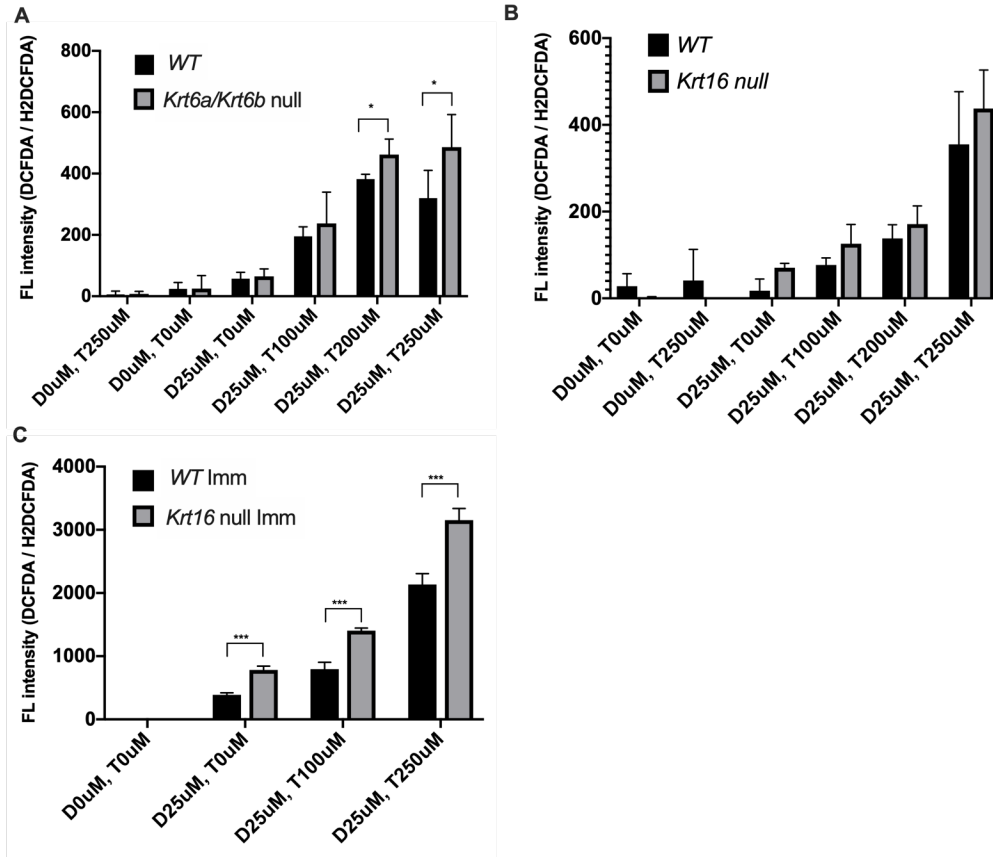 A
FL intensity (DCFDA / H2DCFDA)
800
600
400
200
0
WT
Krt6a/Krt6b null
*
*
D0uM, T250uM
D0uM, T0uM
D25uM, T0uM
D25uM, T100uM
D25uM, T200uM
D25uM, T250uM
B
FL intensity (DCFDA / H2DCFDA)
600
400
200
0
WT
Krt16 null
D0uM, T0uM
D0uM, T250uM
D25uM, T0uM
D25uM, T100uM
D25uM, T200uM
D25uM, T250uM
C
FL intensity (DCFDA / H2DCFDA)
4000
3000
2000
1000
0
WT Imm
Krt16 null Imm
***
***
***
D0uM, T0uM
D25uM, T0uM
D25uM, T100uM
D25uM, T250uM